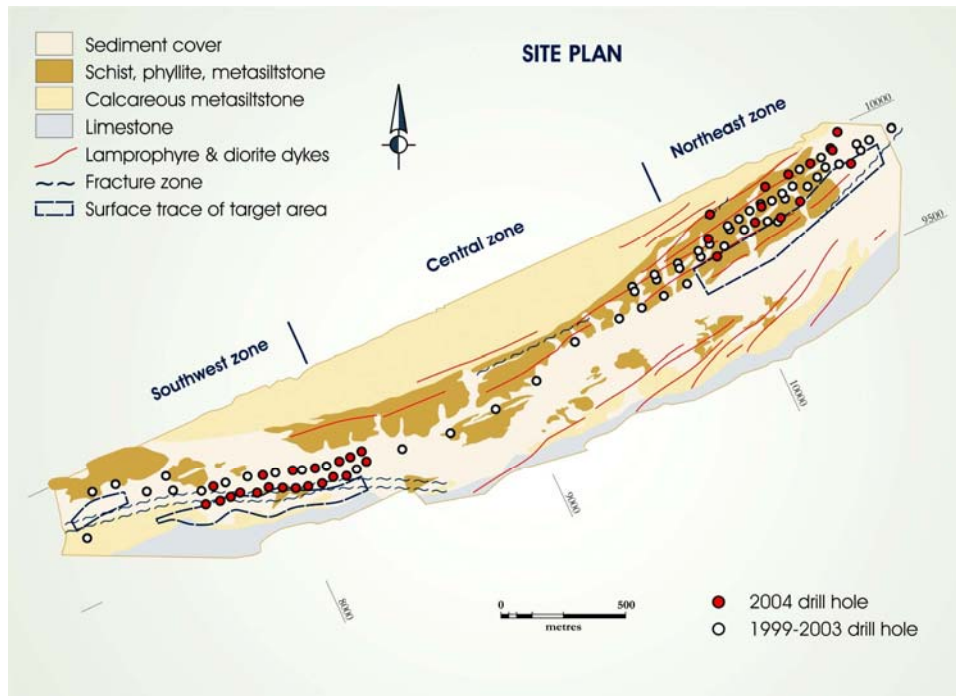 SITE PLAN
Sediment cover
Schist, phyllite, metasiltstone
Calcareous metasiltstone
Limestone
Lamprophyre & diorite dykes
Fracture zone
Surface trace of target area
Northeast zone
Central zone
Southwest zone
10000
9500
10000
9000
8000
0 500
metres
2004 drill hole
1999-2003 drill hole